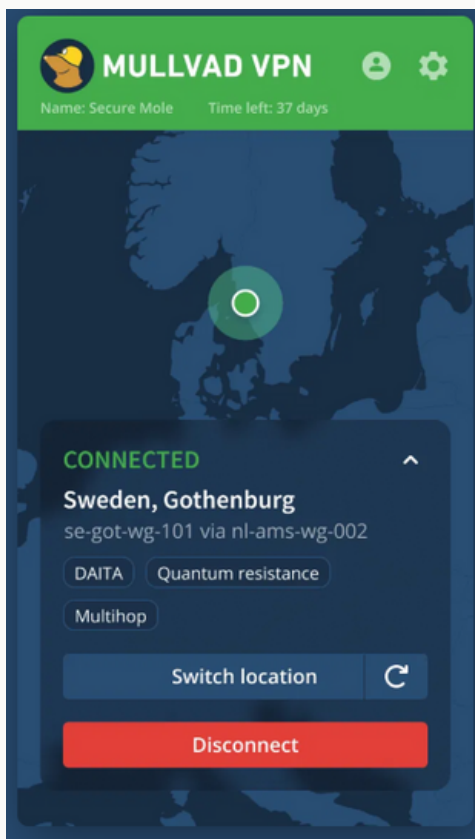 MULLVAD VPN
Name: Secure Mole Time left: 37 days
CONNECTED
Sweden, Gothenburg
se-got-wg-101 via nl-ams-wg-002
DAITA Quantum resistance
Multihop
Switch location
Disconnect